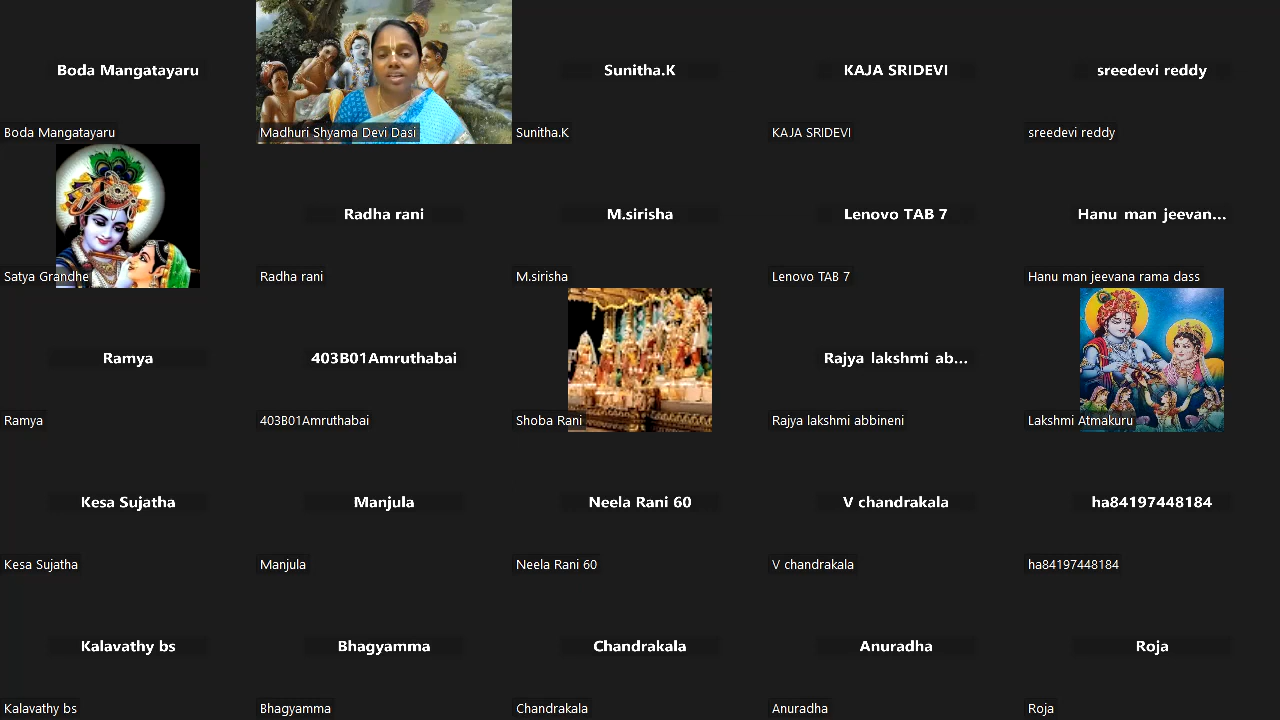 Boda Mangatayaru
Sunitha.K
KAJA SRIDEVI
sreedevi reddy
Boda Mangatayaru
Madhuri Shyama Devi Dasi
Sunitha.K
KAJA SRIDEVI
sreedevi reddy
Radha rani
M.sirisha
Lenovo TAB 7
Hanu man jeevan...
Satya Grandhe
Radha rani
M.sirisha
Lenovo TAB 7
Hanu man jeevana rama dass
Ramya
403B01Amruthabai
Rajya lakshmi ab...
Ramya
403B01Amruthabai
Shoba Rani
Rajya lakshmi abbineni
Lakshmi Atmakuru
Kesa Sujatha
Manjula
Neela Rani 60
V chandrakala
ha84197448184
Kesa Sujatha
Manjula
Neela Rani 60
V chandrakala
ha84197448184
Kalavathy bs
Bhagyamma
Chandrakala
Anuradha
Roja
Kalavathy bs
Bhagyamma
Chandrakala
Anuradha
Roja